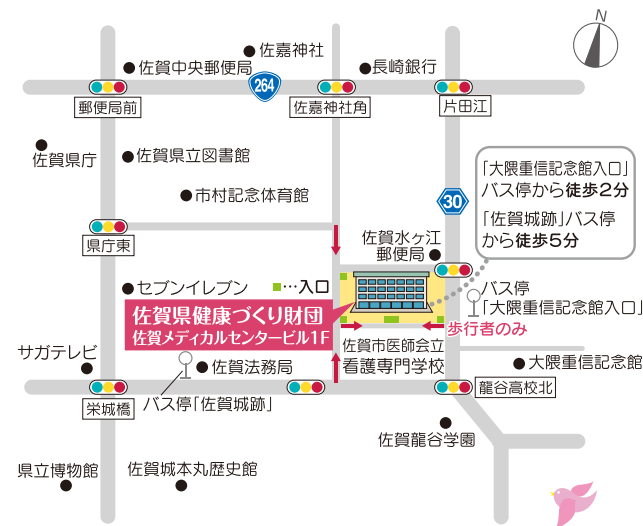 N
佐嘉神社
佐賀中央郵便局
長崎銀行
264
郵便局前
佐嘉神社角
片田江
佐賀県庁
佐賀県立図書館
「大隈重信記念館入口」
バス停から徒歩2分
「佐賀城跡」バス停
から徒歩5分
市村記念体育館
30
県庁東
佐賀水ヶ江
郵便局
セブンイレブン
…入口
バス停
「大隈重信記念館入口」
佐賀県健康づくり財団
佐賀メディカルセンタービル1F
歩行者のみ
サガテレビ
佐賀法務局
佐賀市医師会立
看護専門学校
大隈重信記念館
栄城橋
バス停「佐賀城跡」
龍谷高校北
佐賀龍谷学園
県立博物館
佐賀城本丸歴史館